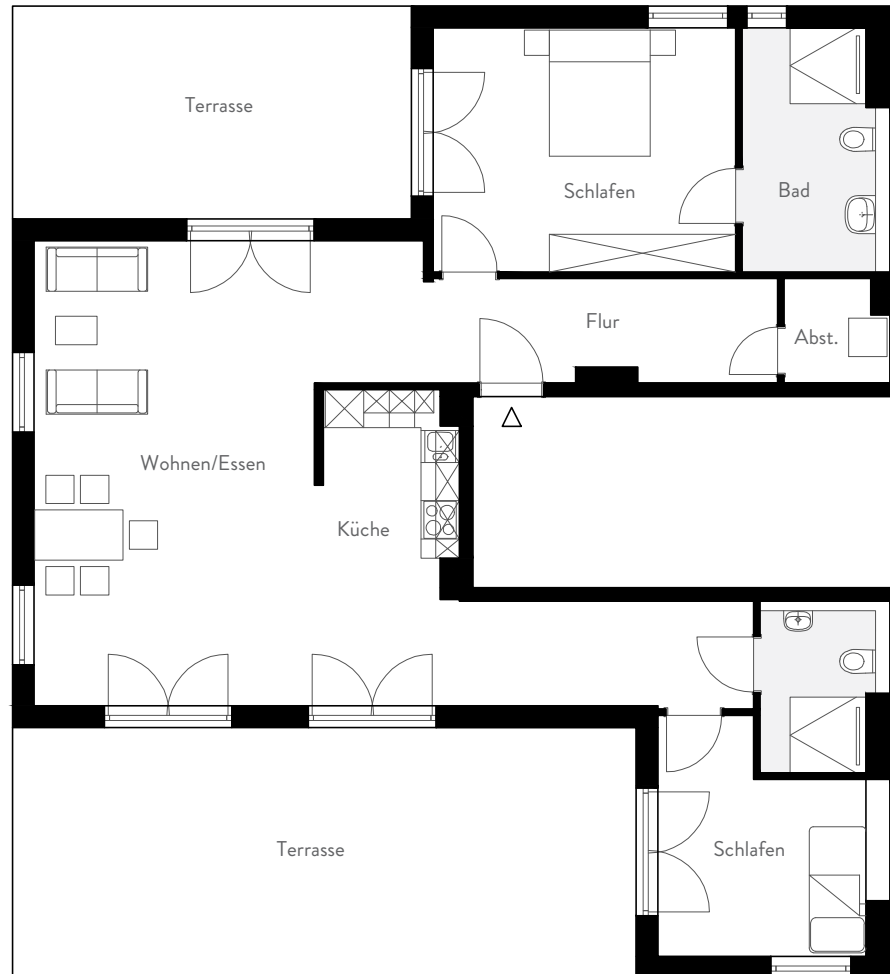 Terrasse
Schlafen
Bad
Flur
Abst.
Wohnen/Essen
Küche
Terrasse
Schlafen